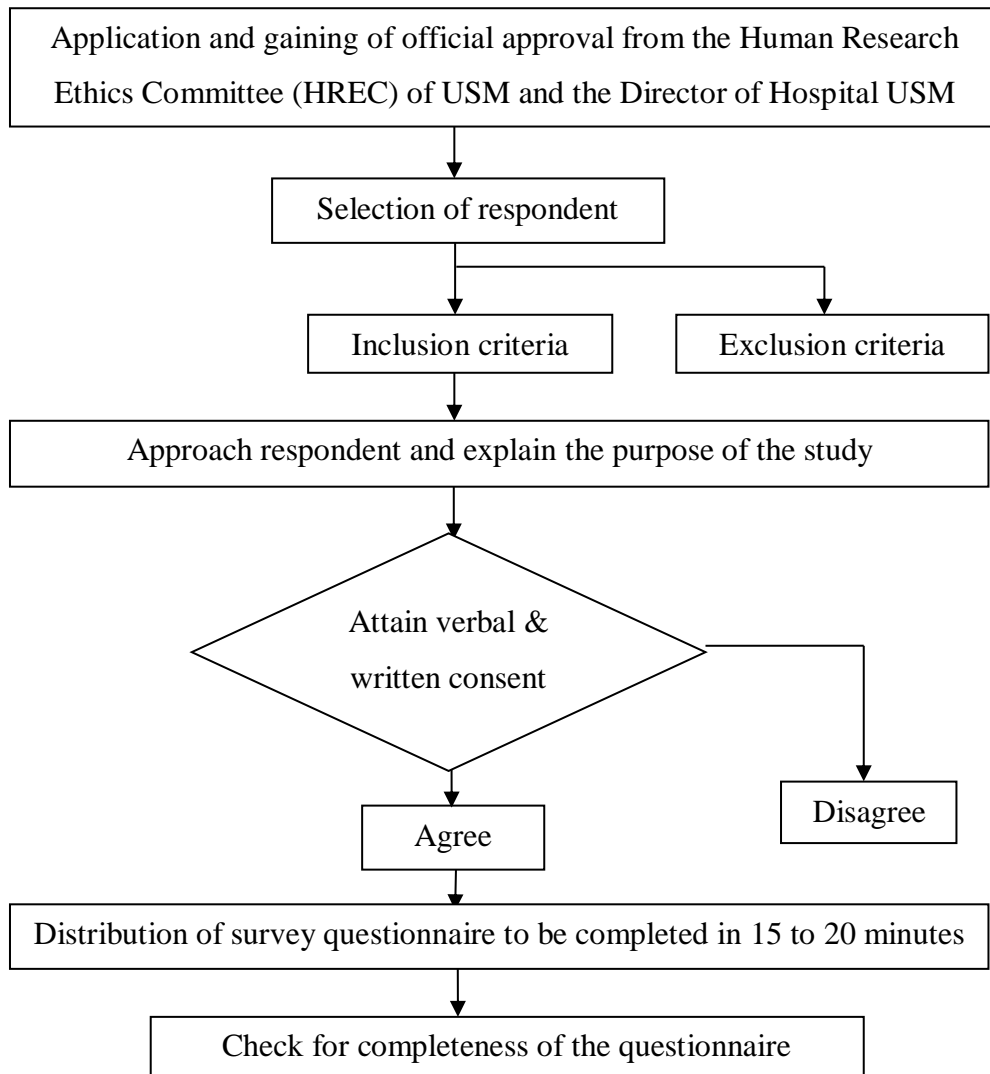 Application and gaining of official approval from the Human Research
Ethics Committee (HREC) of USM and the Director of Hospital USM
Selection of respondent
Inclusion criteria
Exclusion criteria
Approach respondent and explain the purpose of the study
Attain verbal &
written consent
Disagree
Agree
Distribution of survey questionnaire to be completed in 15 to 20 minutes
Check for completeness of the questionnaire